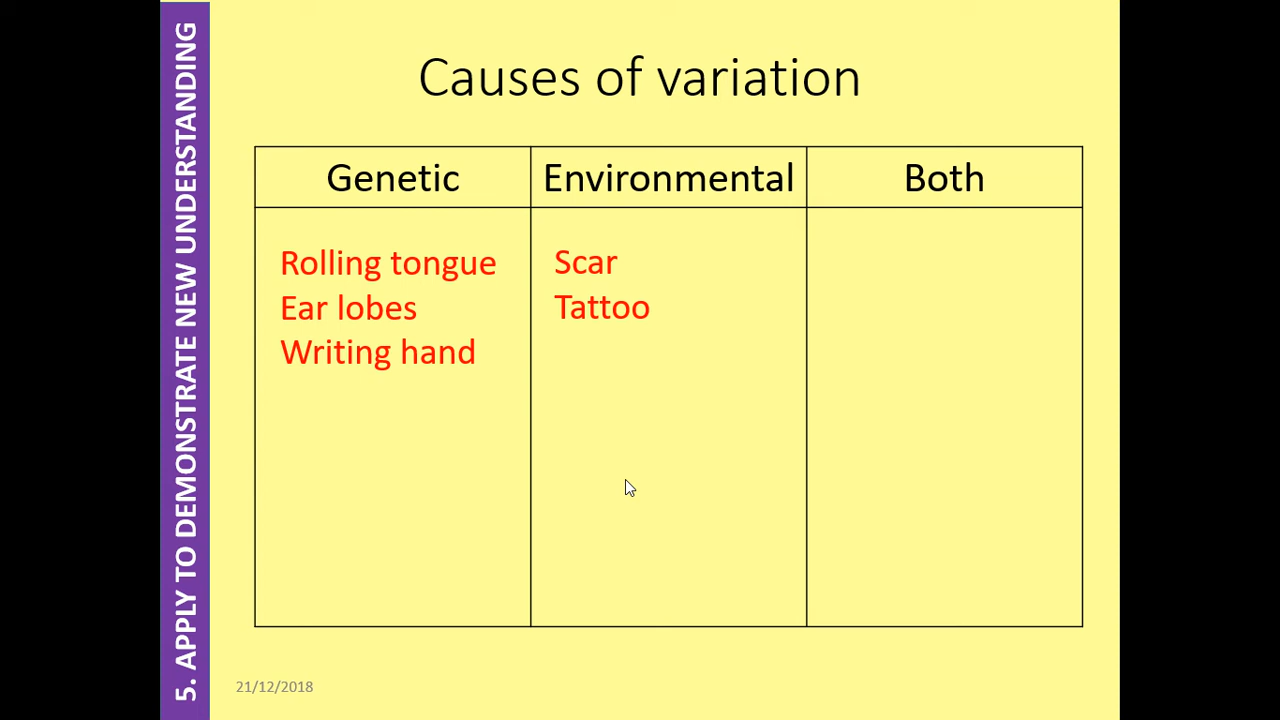 5. APPLY TO DEMONSTRATE NEW UNDERSTANDING
Causes of variation
Genetic
Environmental
Both
Rolling tongue
Ear lobes
Writing hand
Scar
Tattoo
21/12/2018